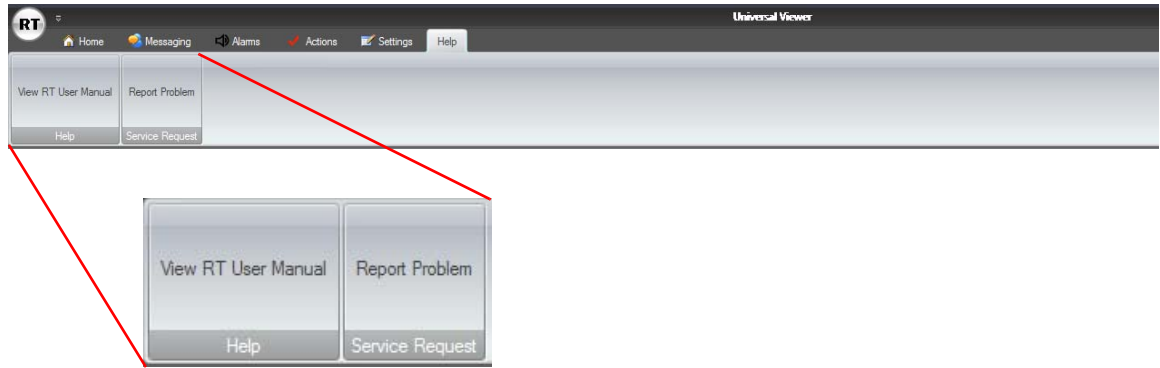 Universal Viewer
RT
Home Messaging Alarms Actions Settings Help
View RT User Manual Report Problem
Help Service Request
View RT User Manual Report Problem
Help Service Request